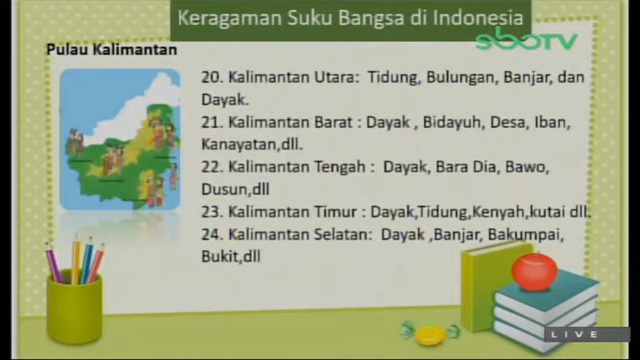 Keragaman Suku Bangsa di Indonesia
sboTV
Pulau Kalimantan
20. Kalimantan Utara: Tidung, Bulungan, Banjar, dan
Dayak.
21. Kalimantan Barat : Dayak , Bidayuh, Desa, Iban,
Kanayatan,dll.
22. Kalimantan Tengah : Dayak, Bara Dia, Bawo,
Dusun,dll
23. Kalimantan Timur : Dayak,Tidung,Kenyah,kutai dll.
24. Kalimantan Selatan: Dayak ,Banjar, Bakumpai,
Bukit,dll
LIVE